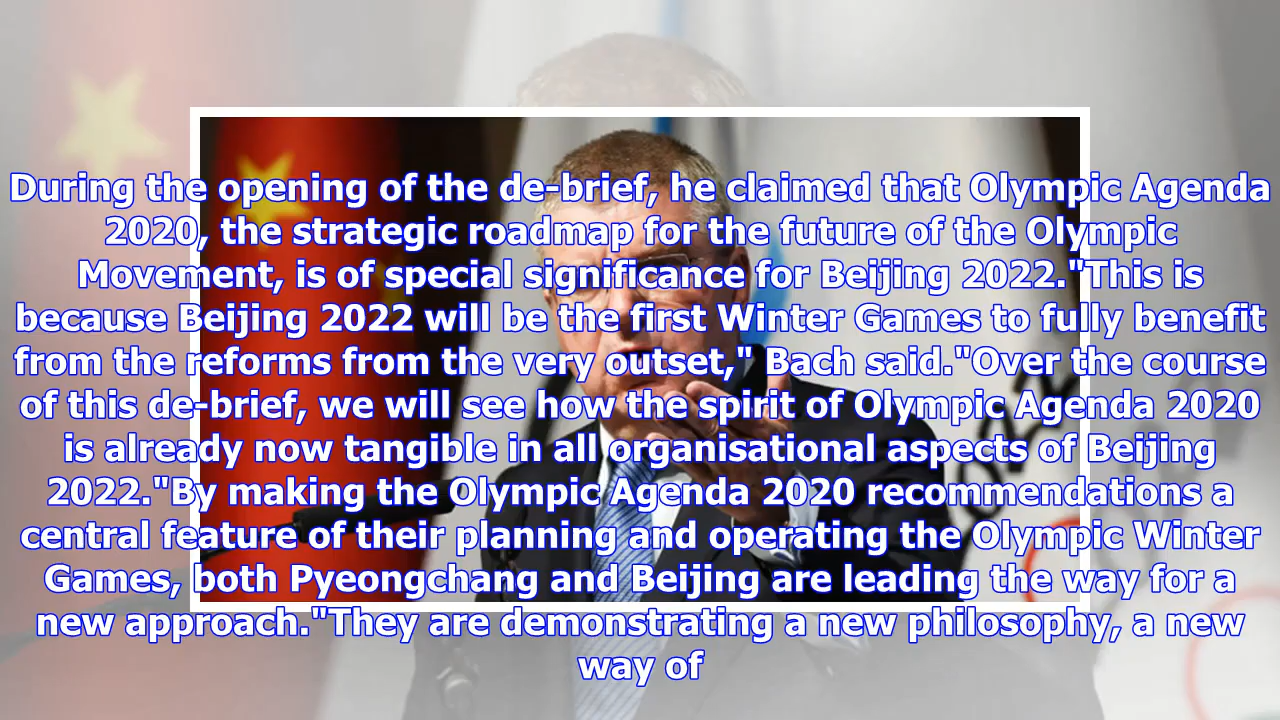 During the opening of the de-brief, he claimed that Olympic Agenda
2020, the strategic roadmap for the future of the Olympic
Movement, is of special significance for Beijing 2022."This is
because Beijing 2022 will be the first Winter Games to fully benefit
from the reforms from the very outset," Bach said."Over the course
of this de-brief, we will see how the spirit of Olympic Agenda 2020
is already now tangible in all organisational aspects of Beijing
2022."By making the Olympic Agenda 2020 recommendations a
central feature of their planning and operating the Olympic Winter
Games, both Pyeongchang and Beijing are leading the way for a
new approach."They are demonstrating a new philosophy, a new
way of